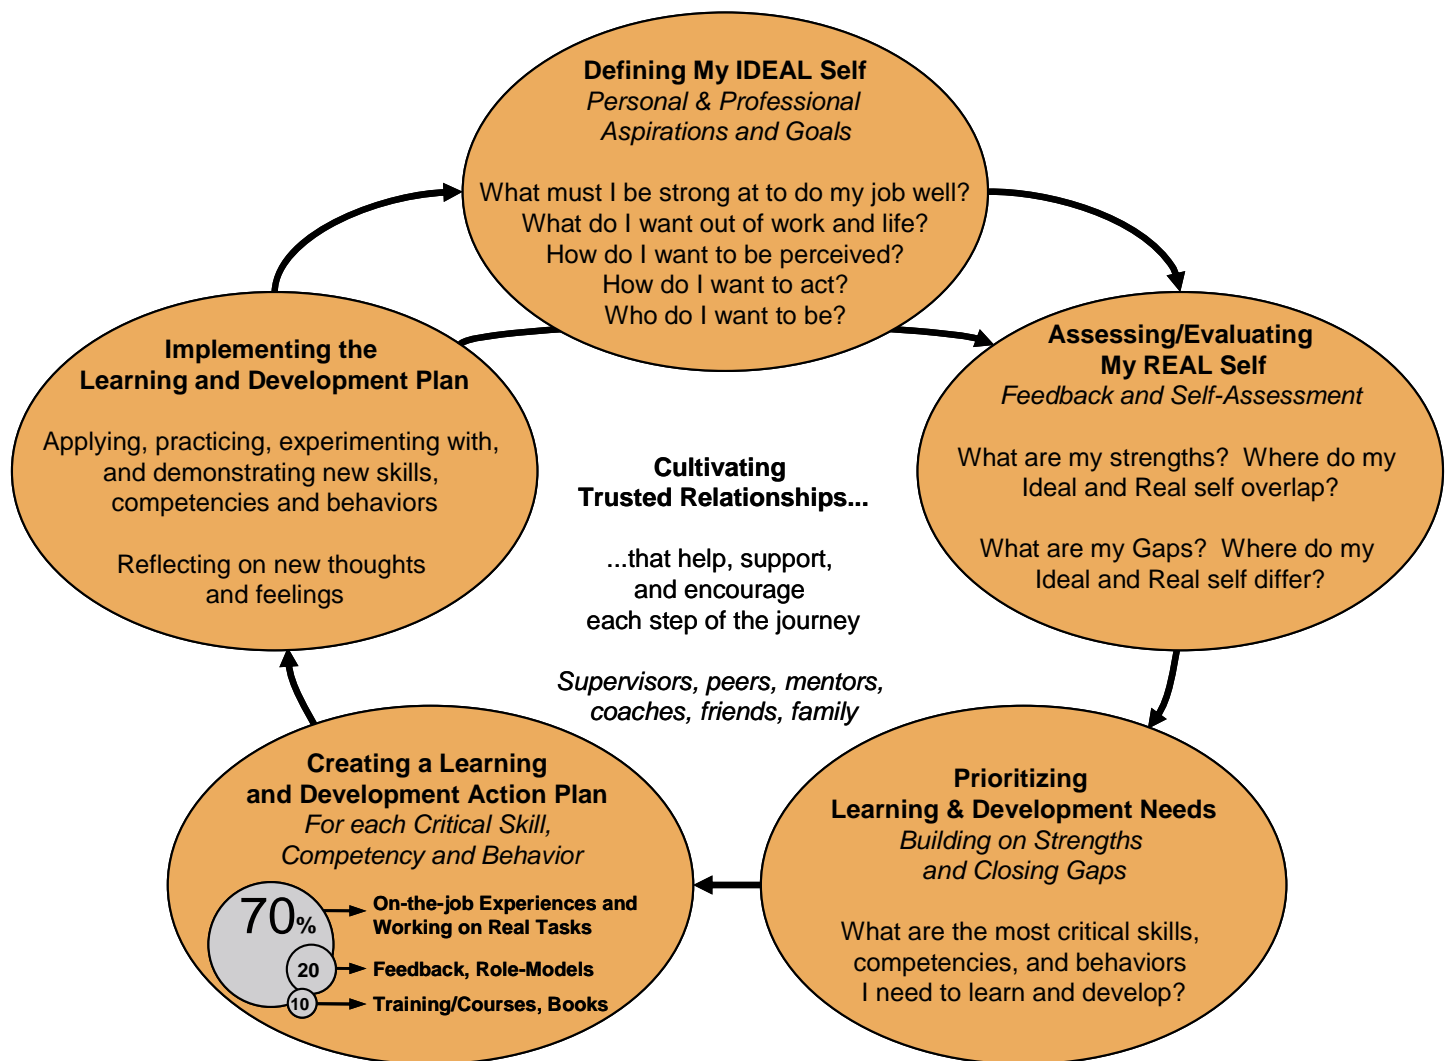 Defining My IDEAL Self
Personal & Professional
Aspirations and Goals
What must I be strong at to do my job well?
What do I want out of work and life?
How do I want to be perceived?
How do I want to act?
Who do I want to be?
Assessing/Evaluating
My REAL Self
Feedback and Self-Assessment
What are my strengths?  Where do my
Ideal and Real self overlap?
What are my Gaps?  Where do my
Ideal and Real self differ?
Prioritizing
Learning & Development Needs
Building on Strengths
and Closing Gaps
What are the most critical skills,
competencies, and behaviors
I need to learn and develop?
Creating a Learning
and Development Action Plan
For each Critical Skill,
Competency and Behavior
70%
On-the-job Experiences and
Working on Real Tasks
20
Feedback, Role-Models
10
Training/Courses, Books
Implementing the
Learning and Development Plan
Applying, practicing, experimenting with,
and demonstrating new skills,
competencies and behaviors
Reflecting on new thoughts
and feelings
Cultivating
Trusted Relationships...
...that help, support,
and encourage
each step of the journey
Supervisors, peers, mentors,
coaches, friends, family